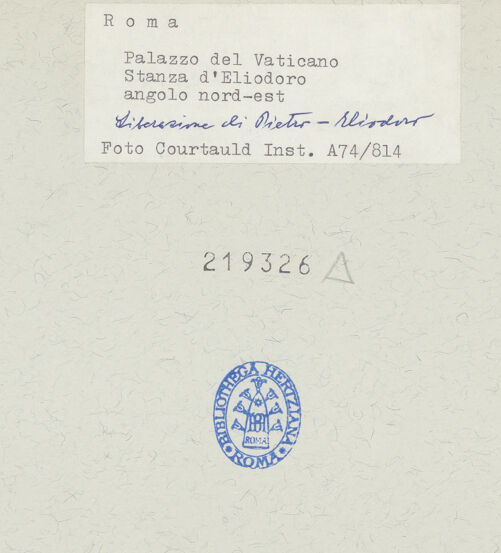 Roma
Palazzo del Vaticano
Stanza d'Eliodoro
angolo nord-est
Liberazione di Pietro - Eliodoro
Foto Courtauld Inst. A74/814
219326
BIBLIOTHECA HERTZIANA
ROMA
ROMA